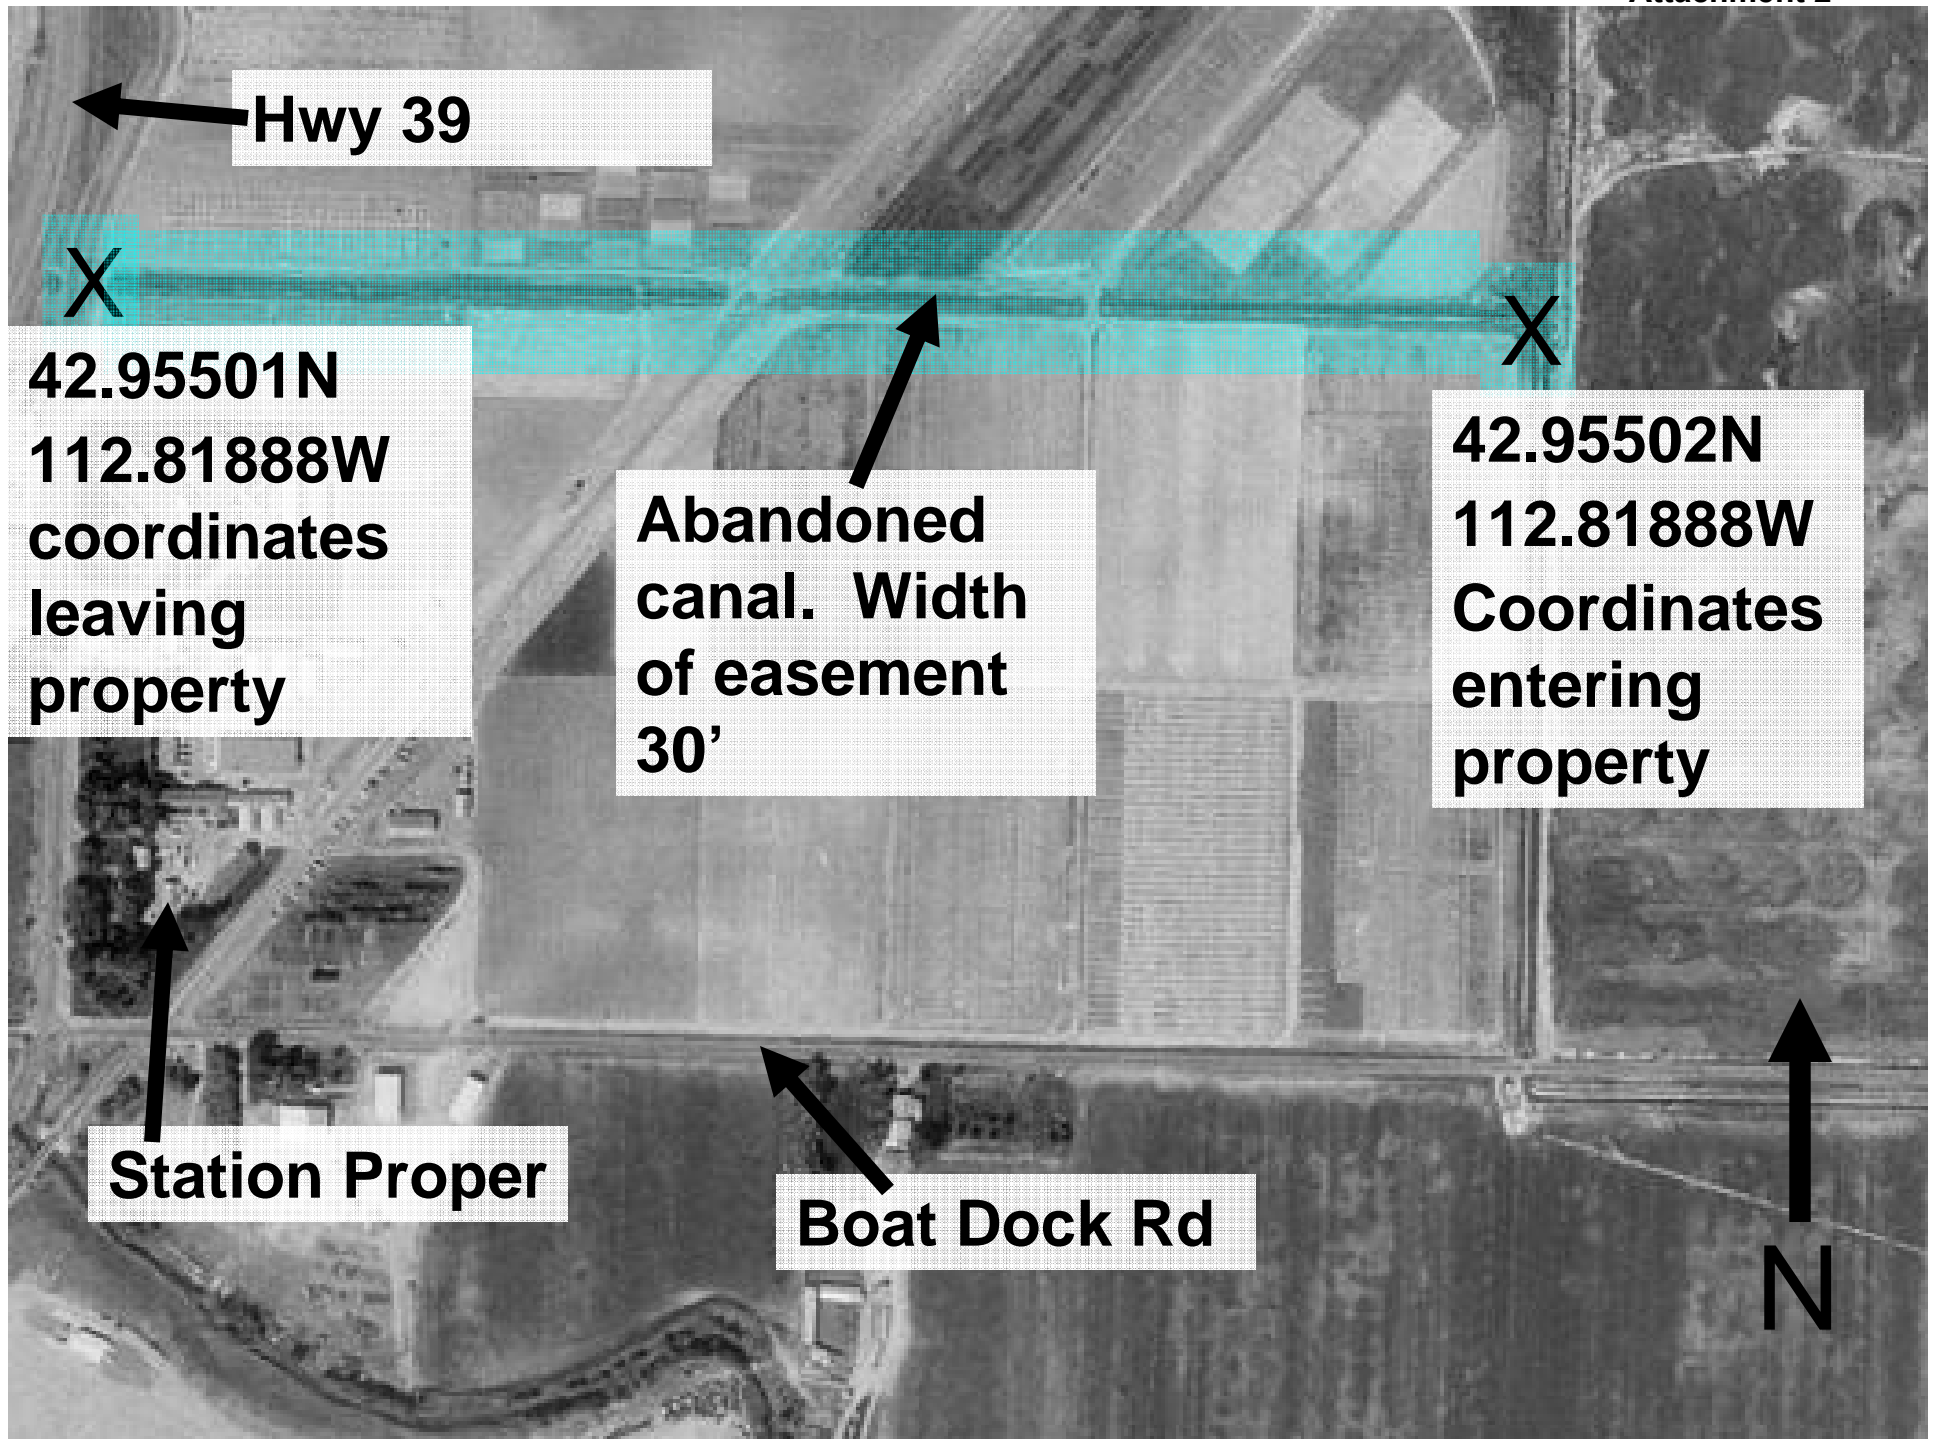 Hwy 39
X
X
42.95501N
112.81888W
coordinates
leaving
property
42.95502N
112.81888W
Coordinates
entering
property
Abandoned
canal. Width
of easement
30’
Station Proper
Boat Dock Rd
N